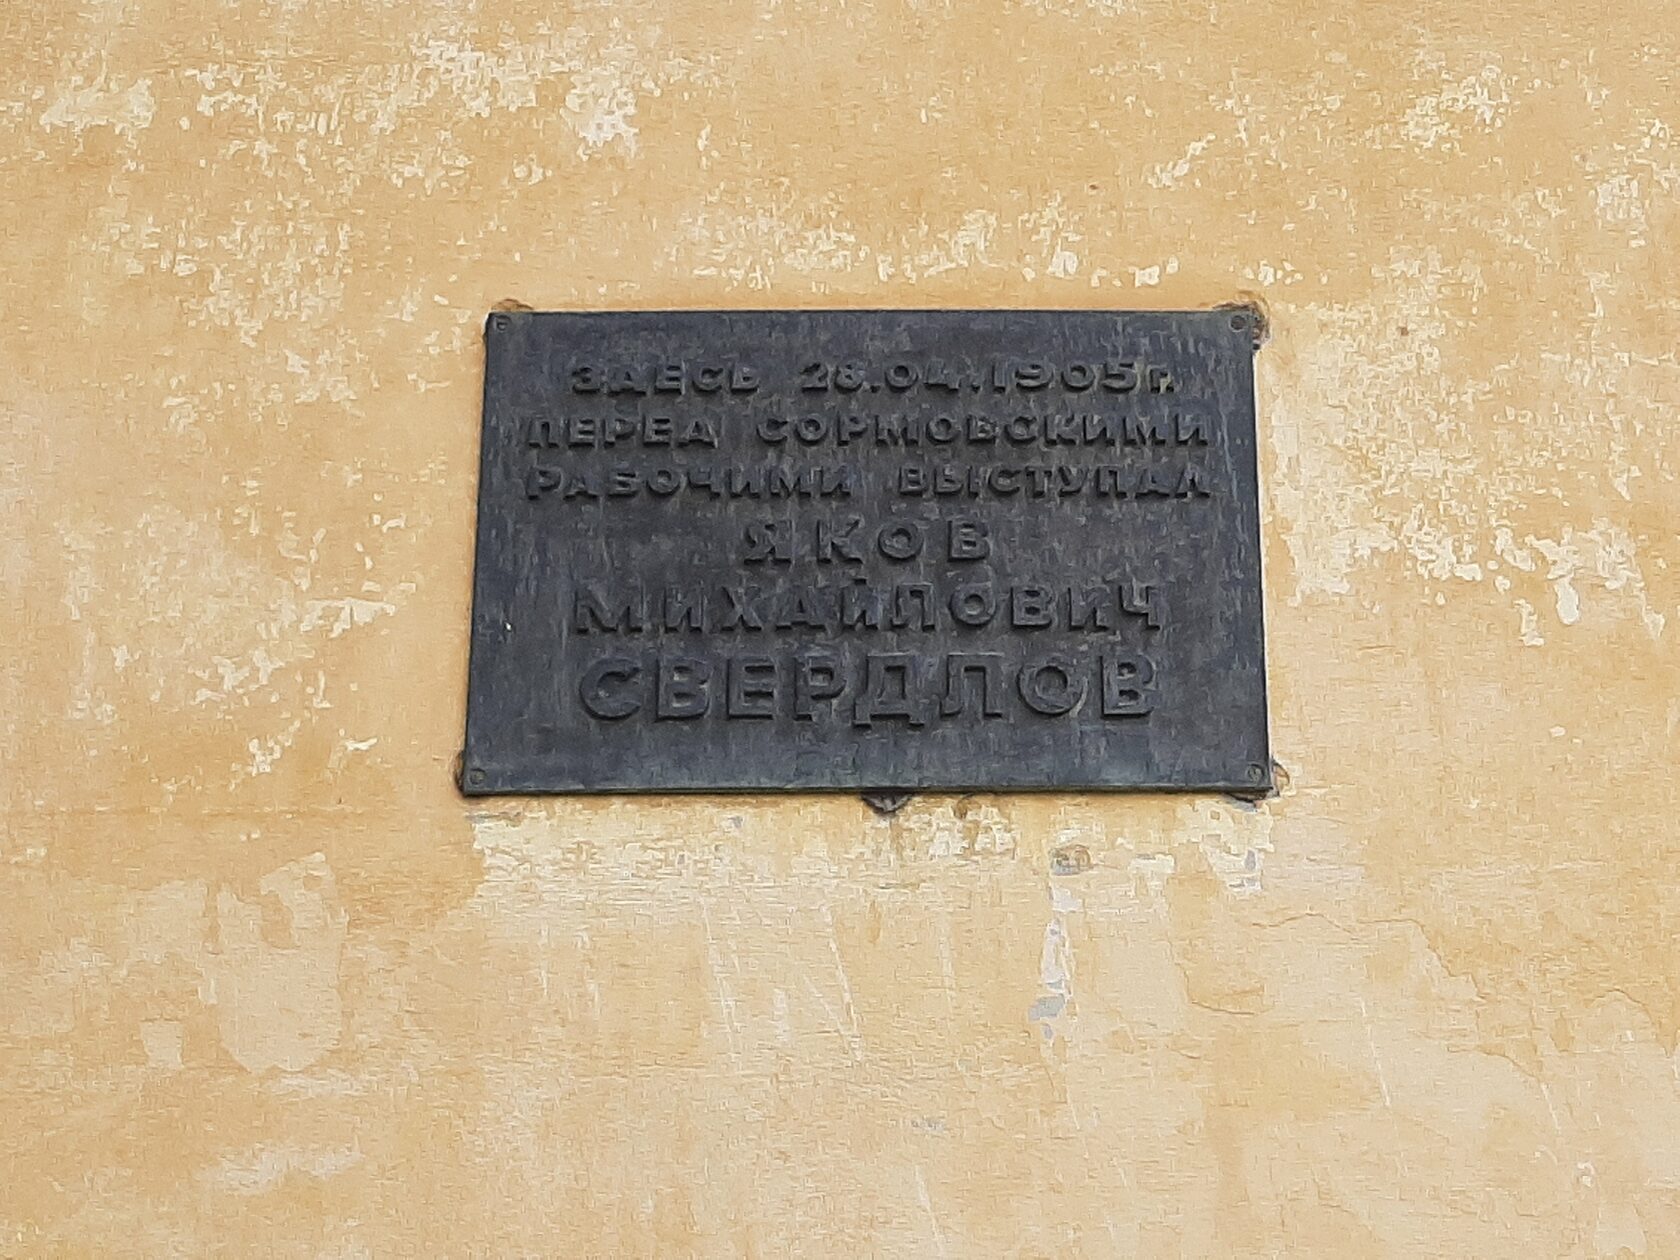 ЗДЕСЬ 28.04.1905г.
ПЕРЕД СОРМОВСКИМИ
РАБОЧИМИ ВЫСТУПАЛ
ЯКОВ
МИХАЙЛОВИЧ
СВЕРДЛОВ